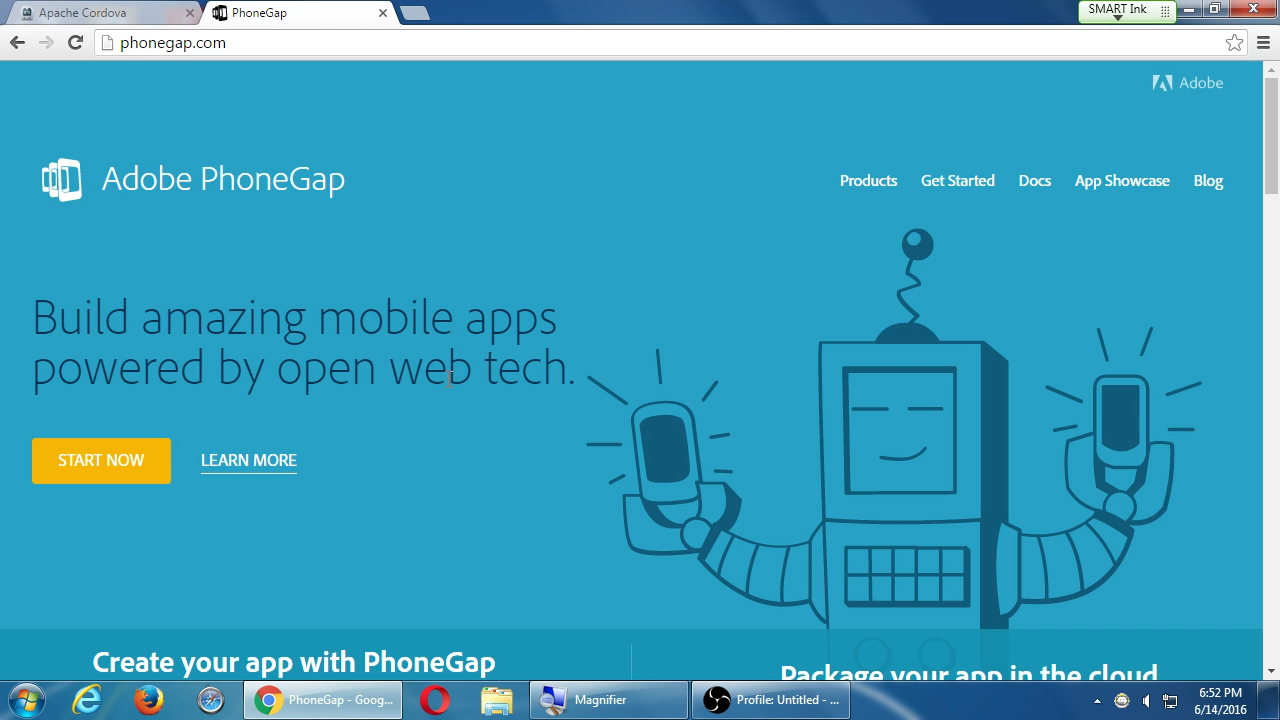 Apache Cordova
PhoneGap
SMART Ink
phonegap.com
Adobe
Adobe PhoneGap
Products
Get Started
Docs
App Showcase
Blog
Build amazing mobile apps
powered by open web tech.
START NOW
LEARN MORE
Create your app with PhoneGap
Package your app in the cloud
PhoneGap - Goog...
Magnifier
Profile: Untitled - ...
6:52 PM
6/14/2016